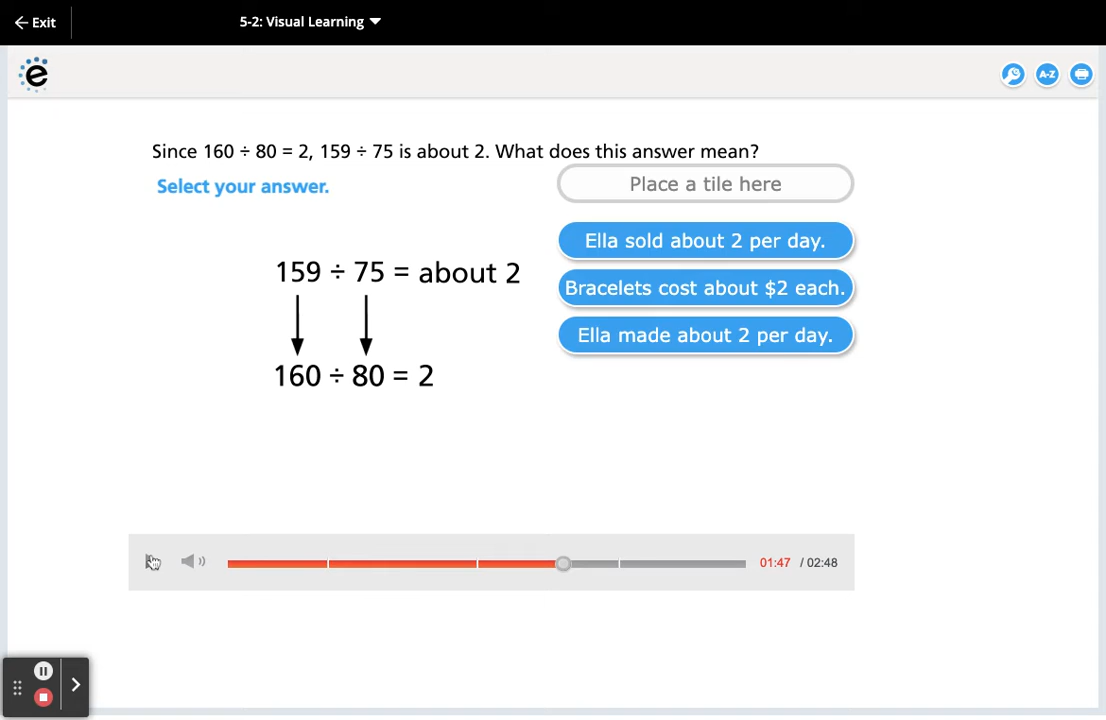 Exit
5-2: Visual Learning
e
A-Z
Since 160 ÷ 80 = 2, 159 ÷ 75 is about 2. What does this answer mean?
Select your answer.
Place a tile here
Ella sold about 2 per day.
Bracelets cost about $2 each.
Ella made about 2 per day.
159 ÷ 75 = about 2
160 ÷ 80 = 2
01:47 / 02:48